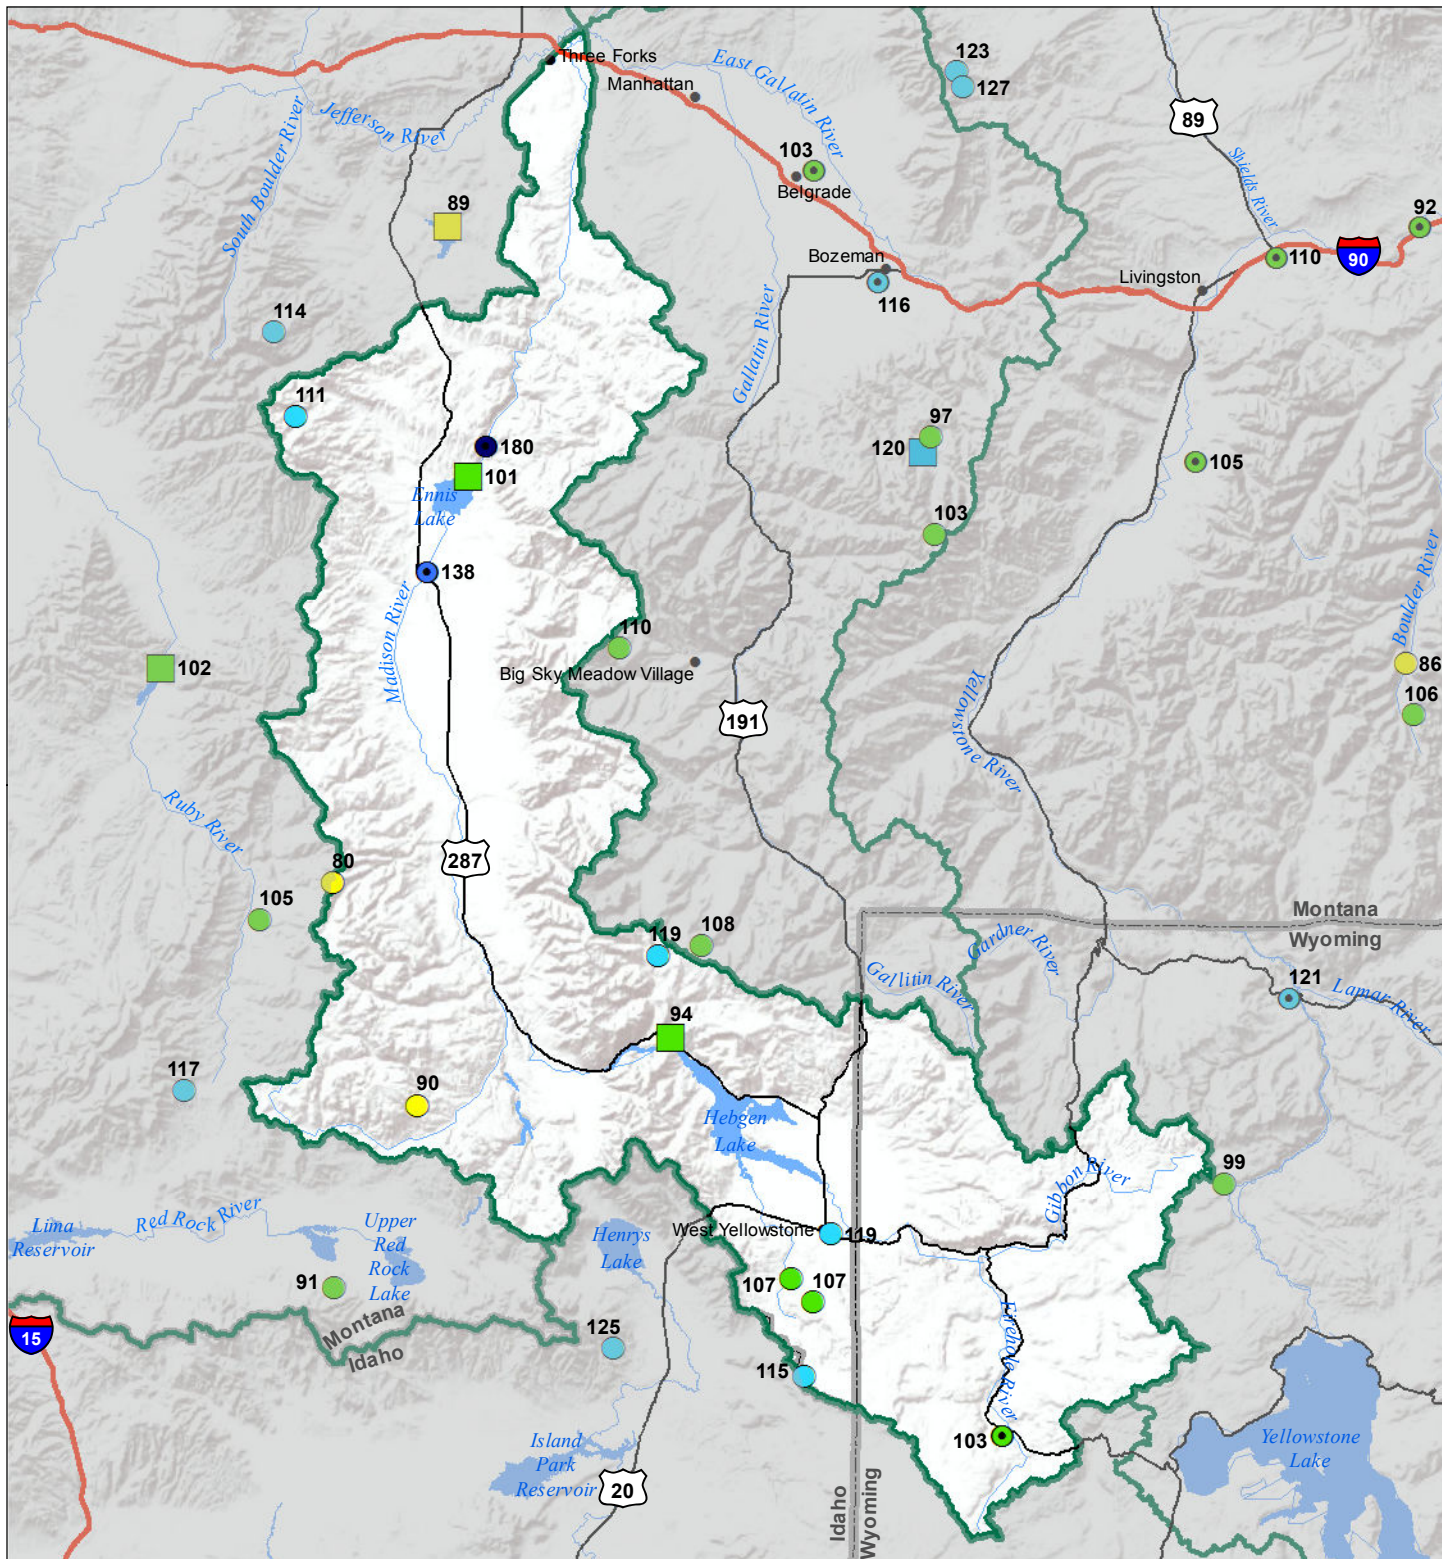 Three Forks
Manhattan
East Gallatin River
123
127
89
Jefferson River
South Boulder River
103
Belgrade
Shields River
92
89
Bozeman
110
90
Livingston
116
114
Gallatin River
111
97
120
180
101
105
Ennis
Lake
103
138
Boulder River
Madison River
110
86
Big Sky Meadow Village
102
106
191
Yellowstone River
Ruby River
287
80
105
Montana
Wyoming
119
108
Gardner River
Gallitin River
121
Lamar River
94
117
90
Hebgen
Lake
99
Gibbon River
Lima
Reservoir
Red Rock River
Upper
Red
Rock
Lake
Henrys
Lake
West Yellowstone
119
91
107
107
Montana
Idaho
15
125
Firehole River
115
103
Island
Park
Reservoir
20
Yellowstone
Lake
Idaho
Wyoming